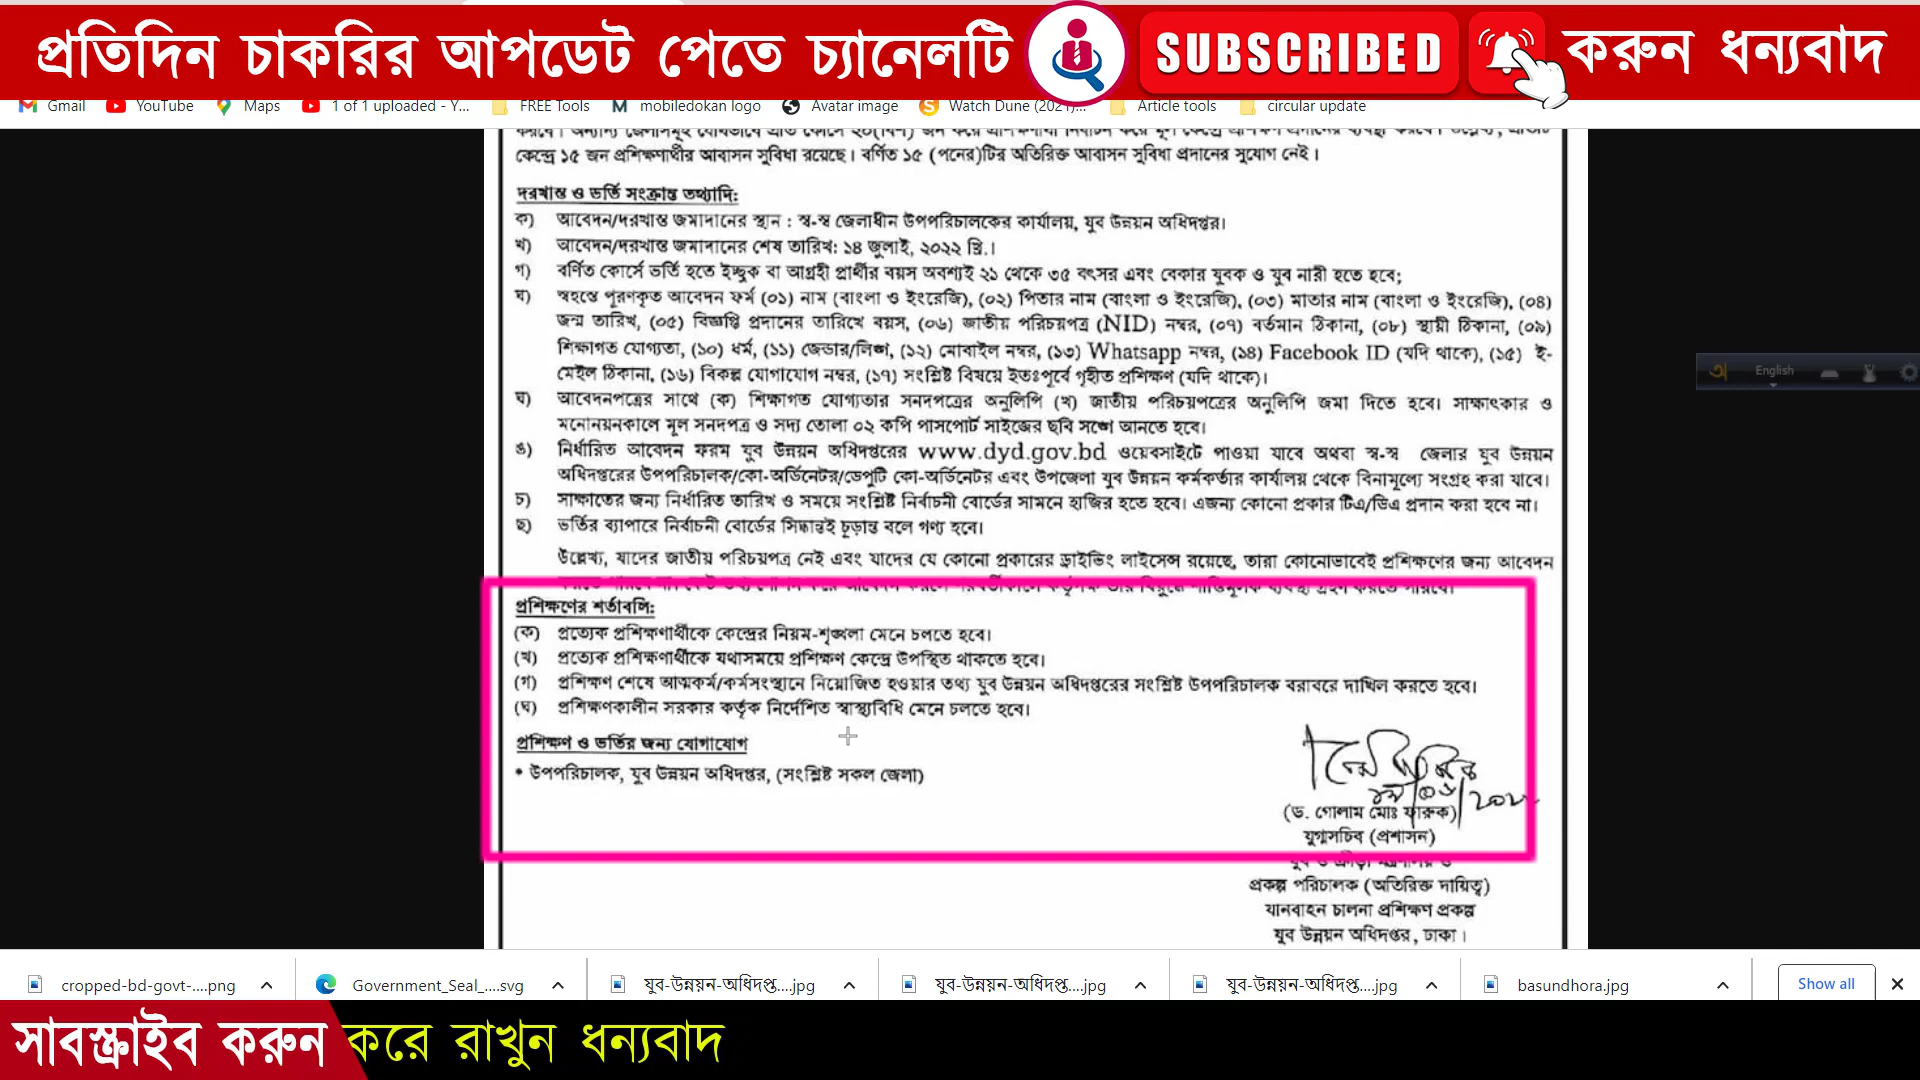 প্রতিদিন চাকরির আপডেট পেতে চ্যানেলটি SUBSCRIBED করুন ধন্যবাদ
Gmail YouTube Maps 1 of 1 uploaded - Y... FREE Tools mobiledokan logo Avatar image Watch Dune (2021)... Article tools circular update
কেন্দ্রে ১৫ জন প্রশিক্ষণার্থীর আবাসন সুবিধা রয়েছে। বর্ণিত ১৫ (পনের)টির অতিরিক্ত আবাসন সুবিধা প্রদানের সুযোগ নেই।
দরখাস্ত ও ভর্তি সংক্রান্ত তথ্যাদি:
ক) আবেদন/দরখাস্ত জমাদানের স্থান : স্ব-স্ব জেলাধীন উপপরিচালকের কার্যালয়, যুব উন্নয়ন অধিদপ্তর।
খ) আবেদন/দরখাস্ত জমাদানের শেষ তারিখ: ১৪ জুলাই, ২০২২ খ্রি.।
গ) বর্ণিত কোর্সে ভর্তি হতে ইচ্ছুক বা আগ্রহী প্রার্থীর বয়স অবশ্যই ২১ থেকে ৩৫ বৎসর এবং বেকার যুবক ও যুব নারী হতে হবে;
ঘ) স্বহস্তে পূরণকৃত আবেদন ফর্ম (০১) নাম (বাংলা ও ইংরেজি), (০২) পিতার নাম (বাংলা ও ইংরেজি), (০৩) মাতার নাম (বাংলা ও ইংরেজি), (০৪)
জন্ম তারিখ, (০৫) বিজ্ঞপ্তি প্রদানের তারিখে বয়স, (০৬) জাতীয় পরিচয়পত্র (NID) নম্বর, (০৭) বর্তমান ঠিকানা, (০৮) স্থায়ী ঠিকানা, (০৯)
শিক্ষাগত যোগ্যতা, (১০) ধর্ম, (১১) জেন্ডার/লিঙ্গ, (১২) মোবাইল নম্বর, (১৩) Whatsapp নম্বর, (১৪) Facebook ID (যদি থাকে), (১৫) ই-
মেইল ঠিকানা, (১৬) বিকল্প যোগাযোগ নম্বর, (১৭) সংশ্লিষ্ট বিষয়ে ইতঃপূর্বে গৃহীত প্রশিক্ষণ (যদি থাকে)।
ঘ) আবেদনপত্রের সাথে (ক) শিক্ষাগত যোগ্যতার সনদপত্রের অনুলিপি (খ) জাতীয় পরিচয়পত্রের অনুলিপি জমা দিতে হবে। সাক্ষাৎকার ও
মনোনয়নকালে মূল সনদপত্র ও সদ্য তোলা ০২ কপি পাসপোর্ট সাইজের ছবি সঙ্গে আনতে হবে।
ঙ) নির্ধারিত আবেদন ফরম যুব উন্নয়ন অধিদপ্তরের www.dyd.gov.bd ওয়েবসাইটে পাওয়া যাবে অথবা স্ব-স্ব জেলার যুব উন্নয়ন
অধিদপ্তরের উপপরিচালক/কো-অর্ডিনেটর/ডেপুটি কো-অর্ডিনেটর এবং উপজেলা যুব উন্নয়ন কর্মকর্তার কার্যালয় থেকে বিনামূল্যে সংগ্রহ করা যাবে।
চ) সাক্ষাতের জন্য নির্ধারিত তারিখ ও সময়ে সংশ্লিষ্ট নির্বাচনী বোর্ডের সামনে হাজির হতে হবে। এজন্য কোনো প্রকার টিএ/ডিএ প্রদান করা হবে না।
ছ) ভর্তির ব্যাপারে নির্বাচনী বোর্ডের সিদ্ধান্তই চূড়ান্ত বলে গণ্য হবে।
উল্লেখ্য, যাদের জাতীয় পরিচয়পত্র নেই এবং যাদের যে কোনো প্রকারের ড্রাইভিং লাইসেন্স রয়েছে, তারা কোনোভাবেই প্রশিক্ষণের জন্য আবেদন
প্রশিক্ষণের শর্তাবলি:
(ক) প্রত্যেক প্রশিক্ষণার্থীকে কেন্দ্রের নিয়ম-শৃঙ্খলা মেনে চলতে হবে।
(খ) প্রত্যেক প্রশিক্ষণার্থীকে যথাসময়ে প্রশিক্ষণ কেন্দ্রে উপস্থিত থাকতে হবে।
(গ) প্রশিক্ষণ শেষে আত্মকর্ম/কর্মসংস্থানে নিয়োজিত হওয়ার তথ্য যুব উন্নয়ন অধিদপ্তরের সংশ্লিষ্ট উপপরিচালক বরাবরে দাখিল করতে হবে।
(ঘ) প্রশিক্ষণকালীন সরকার কর্তৃক নির্দেশিত স্বাস্থ্যবিধি মেনে চলতে হবে।
প্রশিক্ষণ ও ভর্তির জন্য যোগাযোগ
• উপপরিচালক, যুব উন্নয়ন অধিদপ্তর, (সংশ্লিষ্ট সকল জেলা)
(ড. গোলাম মোঃ ফারুক)
যুগ্মসচিব (প্রশাসন)
যুব ও ক্রীড়া মন্ত্রণালয় ও
প্রকল্প পরিচালক (অতিরিক্ত দায়িত্ব)
যানবাহন চালনা প্রশিক্ষণ প্রকল্প
যুব উন্নয়ন অধিদপ্তর, ঢাকা।
অ English
cropped-bd-govt-....png Government_Seal_....svg যুব-উন্নয়ন-অধিদপ্ত....jpg যুব-উন্নয়ন-অধিদপ্ত....jpg যুব-উন্নয়ন-অধিদপ্ত....jpg basundhora.jpg Show all
সাবস্ক্রাইব করুন করে রাখুন ধন্যবাদ